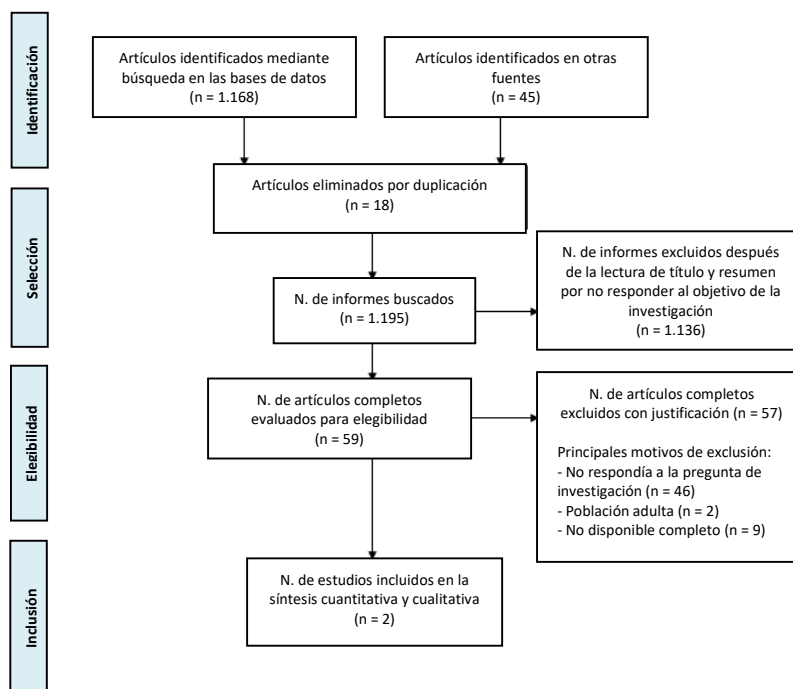 Identificación
Artículos identificados mediante
búsqueda en las bases de datos
(n = 1.168)
Artículos identificados en otras
fuentes
(n = 45)
Artículos eliminados por duplicación
(n = 18)
Selección
N. de informes buscados
(n = 1.195)
N. de informes excluidos después
de la lectura de título y resumen
por no responder al objetivo de la
investigación
(n = 1.136)
Elegibilidad
N. de artículos completos
evaluados para elegibilidad
(n = 59)
N. de artículos completos
excluidos con justificación (n = 57)
Principales motivos de exclusión:
- No respondía a la pregunta de
investigación (n = 46)
- Población adulta (n = 2)
- No disponible completo (n = 9)
Inclusión
N. de estudios incluidos en la
síntesis cuantitativa y cualitativa
(n = 2)